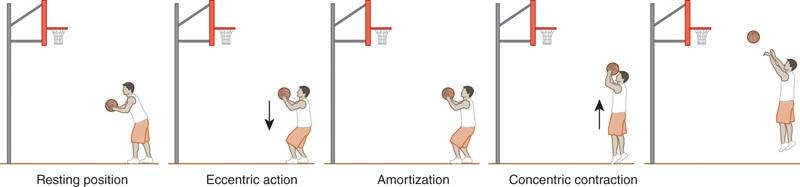 Resting position
Eccentric action
Amortization
Concentric contraction